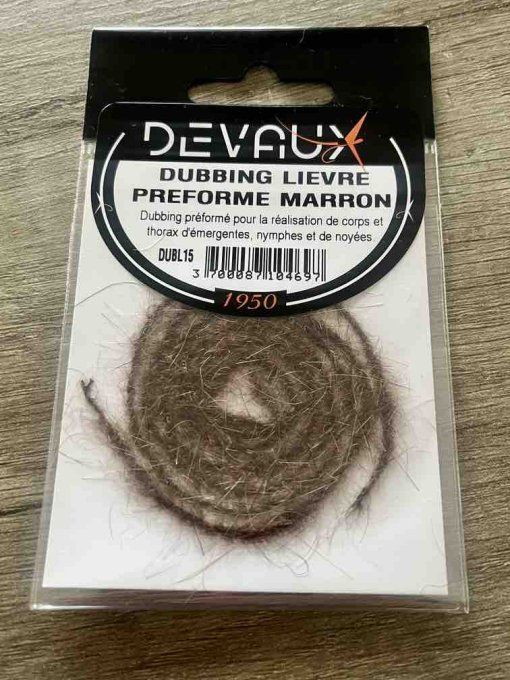 DEVAUX
DUBBING LIEVRE
PREFORME MARRON
Dubbing préformé pour la réalisation de corps et
thorax d'émergentes, nymphes et de noyées.
DUBL15
3 700087 104697
1950